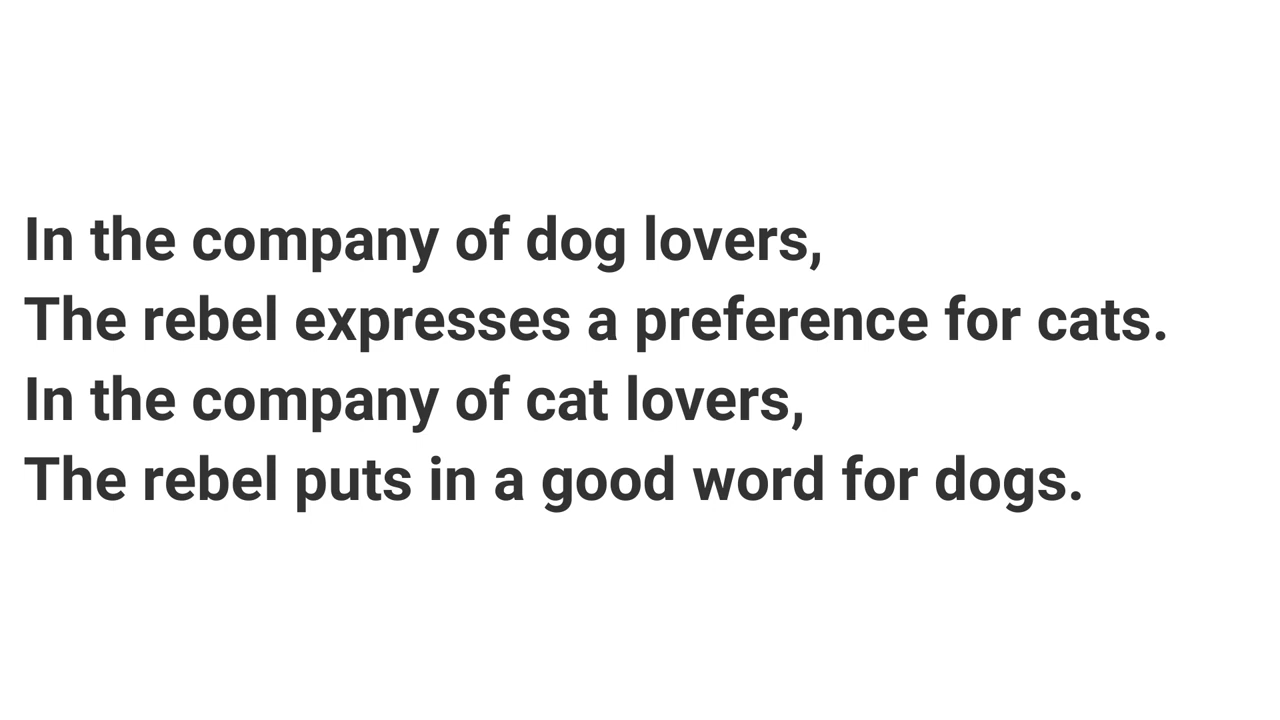 In the company of dog lovers,
The rebel expresses a preference for cats.
In the company of cat lovers,
The rebel puts in a good word for dogs.